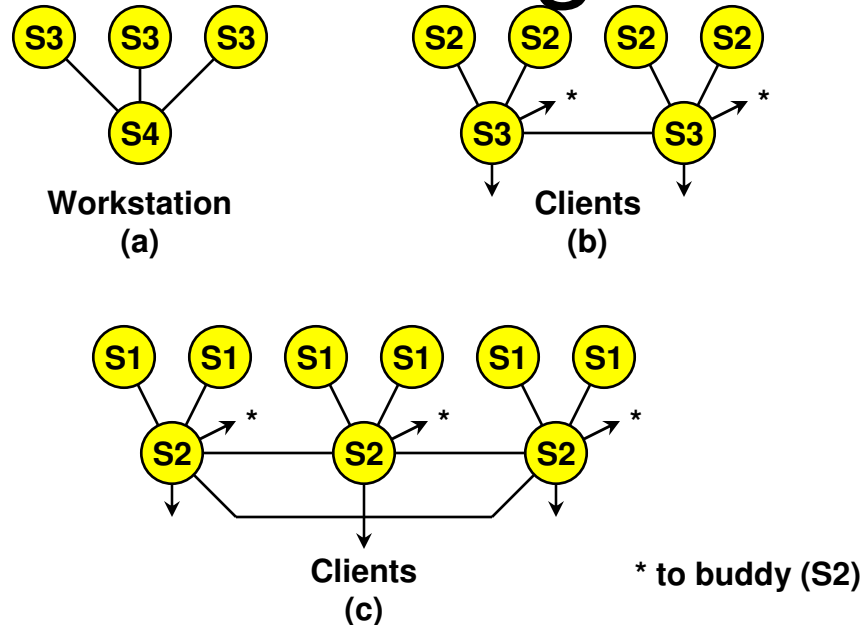 S3 S3 S3
S4
Workstation
(a)
S2 S2 S2 S2
* *
S3 S3
Clients
(b)
S1 S1 S1 S1 S1 S1
* * *
S2 S2 S2
Clients
(c)
* to buddy (S2)